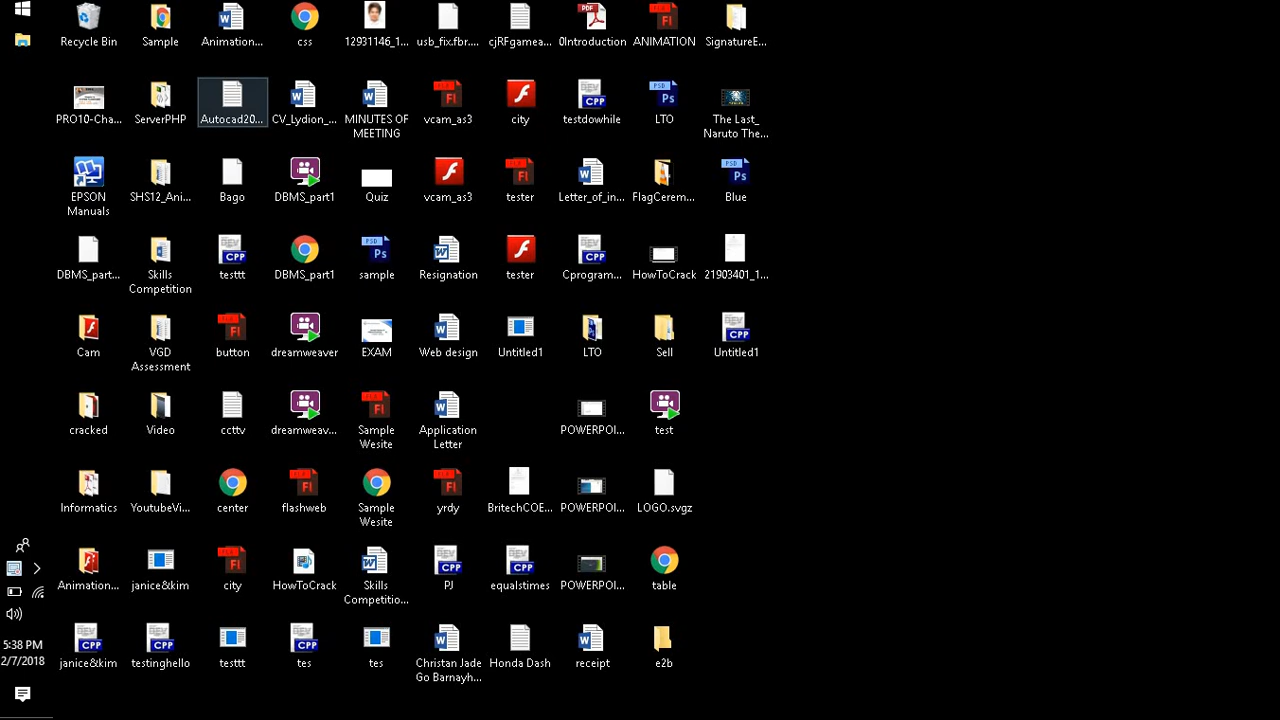 Recycle Bin
Sample
Animation...
css
12931146_1...
usb_fix.fbr....
cjRFgamea...
0Introduction
ANIMATION
SignatureE...
PRO10-Cha...
ServerPHP
Autocad20...
CV_Lydion_...
MINUTES OF
MEETING
vcam_as3
city
testdowhile
LTO
The Last_
Naruto The...
EPSON
Manuals
SHS12_Ani...
Bago
DBMS_part1
Quiz
vcam_as3
tester
Letter_of_in...
FlagCerem...
Blue
DBMS_part...
Skills
Competition
testtt
DBMS_part1
sample
Resignation
tester
Cprogram...
HowToCrack
21903401_1...
Cam
VGD
Assessment
button
dreamweaver
EXAM
Web design
Untitled1
LTO
Sell
Untitled1
cracked
Video
ccttv
dreamweav...
Sample
Wesite
Application
Letter
POWERPOI...
test
Informatics
YoutubeVi...
center
flashweb
Sample
Wesite
yrdy
BritechCOE...
POWERPOI...
LOGO.svgz
Animation...
janice&kim
city
HowToCrack
Skills
Competitio...
PJ
equalstimes
POWERPOI...
table
janice&kim
testinghello
testtt
tes
tes
Christan Jade
Go Barnayh...
Honda Dash
receipt
e2b
5:38 PM
2/7/2018